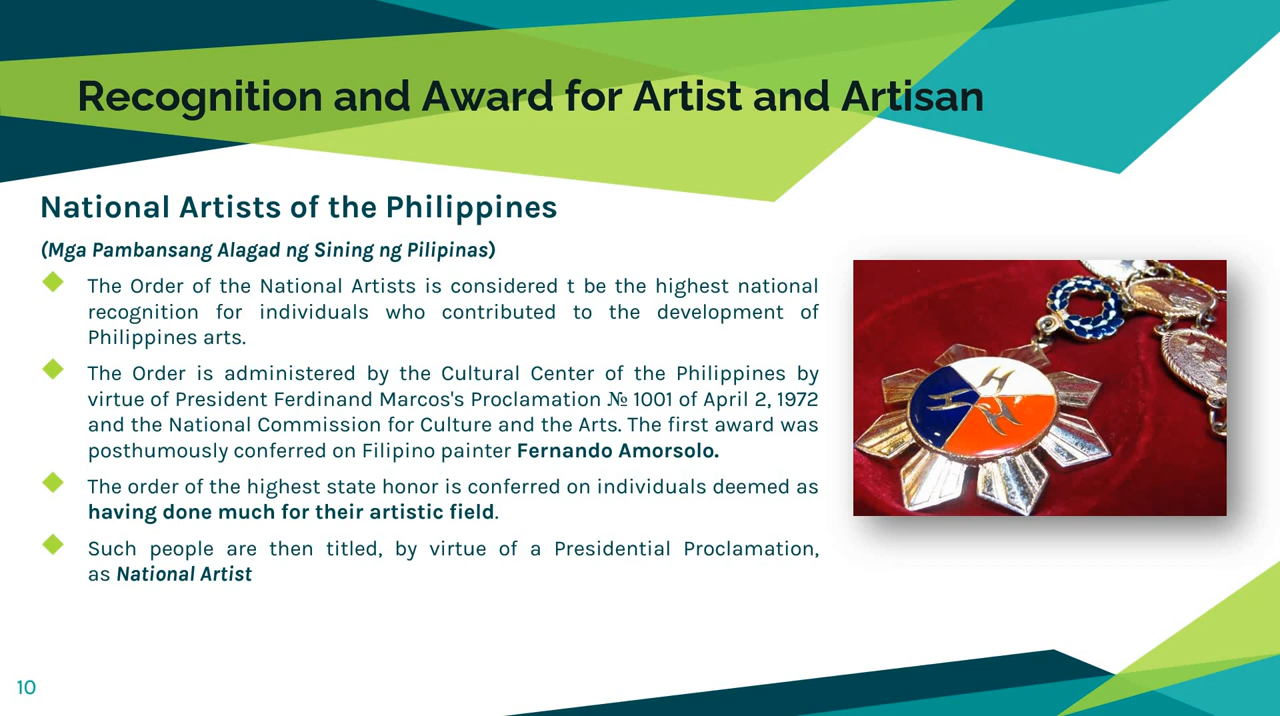 Recognition and Award for Artist and Artisan
National Artists of the Philippines
(Mga Pambansang Alagad ng Sining ng Pilipinas)
The Order of the National Artists is considered t be the highest national
recognition for individuals who contributed to the development of
Philippines arts.
The Order is administered by the Cultural Center of the Philippines by
virtue of President Ferdinand Marcos's Proclamation № 1001 of April 2, 1972
and the National Commission for Culture and the Arts. The first award was
posthumously conferred on Filipino painter Fernando Amorsolo.
The order of the highest state honor is conferred on individuals deemed as
having done much for their artistic field.
Such people are then titled, by virtue of a Presidential Proclamation,
as National Artist
10